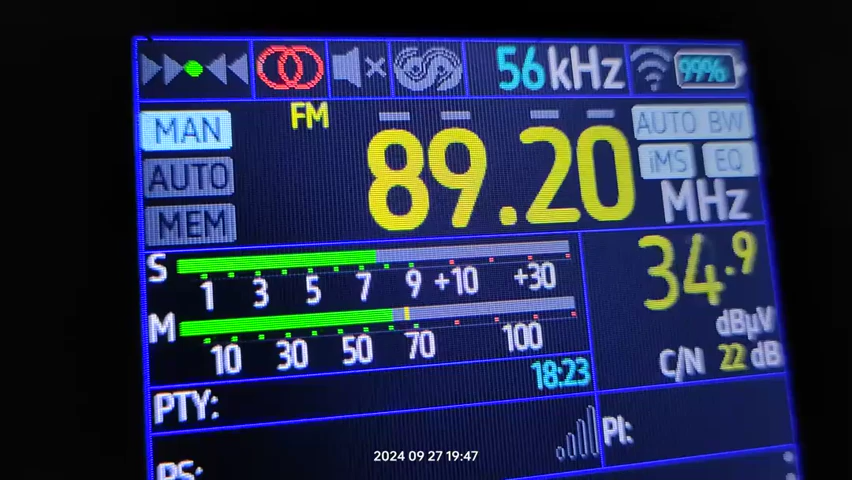 56kHz 99%
MAN FM 89.20 MHz AUTO BW
AUTO iMS EQ
MEM
S 1 3 5 7 9 +10 +30
34.9 dBµV
M 10 30 50 70 100
C/N 22 dB
18:23
PTY:
PI:
PS:
2024 09 27 19:47